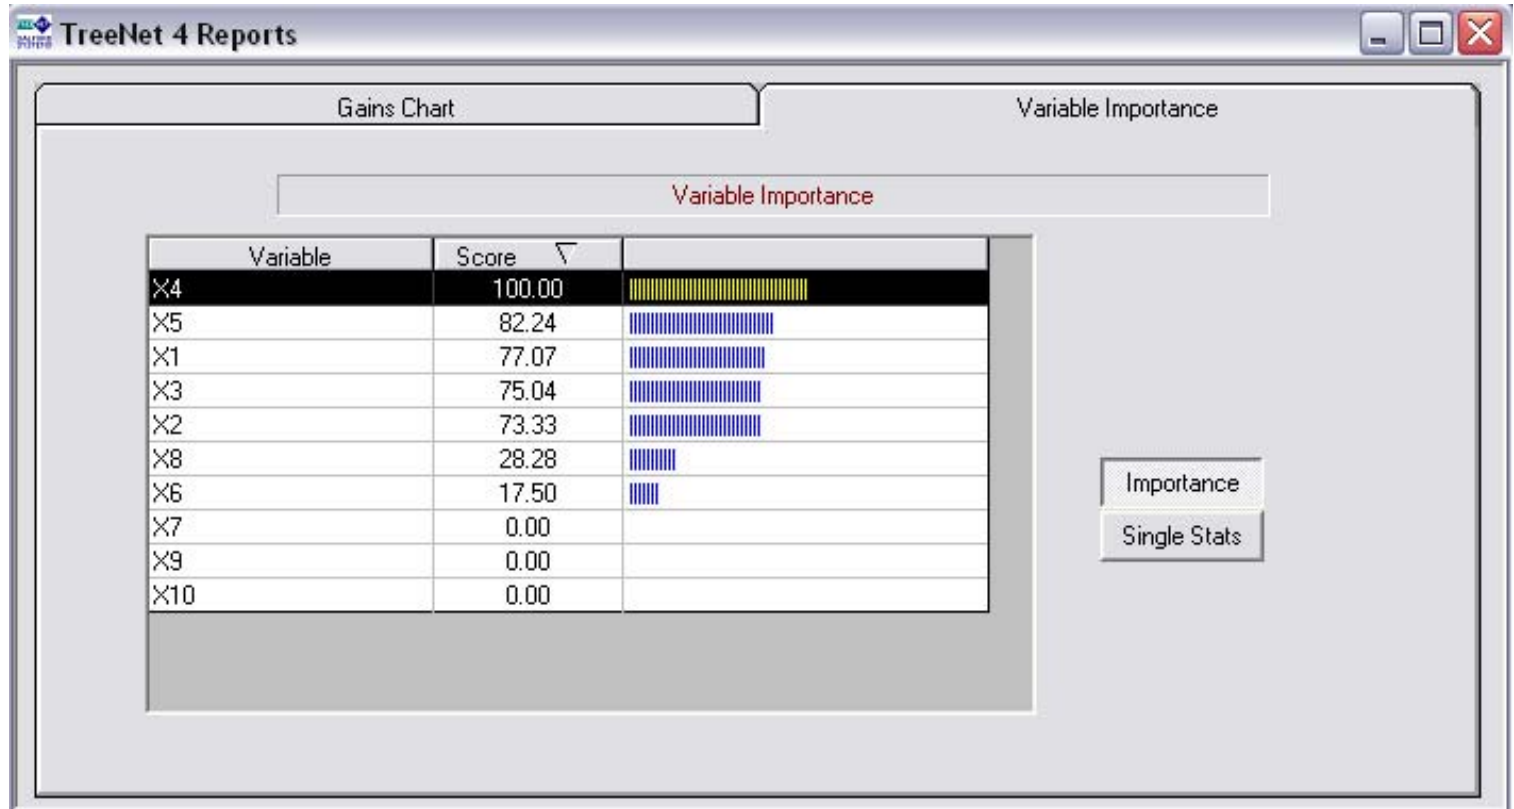 TreeNet 4 Reports
Gains Chart Variable Importance
Variable Importance
Variable Score
X4 100.00
X5 82.24
X1 77.07
X3 75.04
X2 73.33
X8 28.28
X6 17.50
X7 0.00
X9 0.00
X10 0.00
Importance
Single Stats